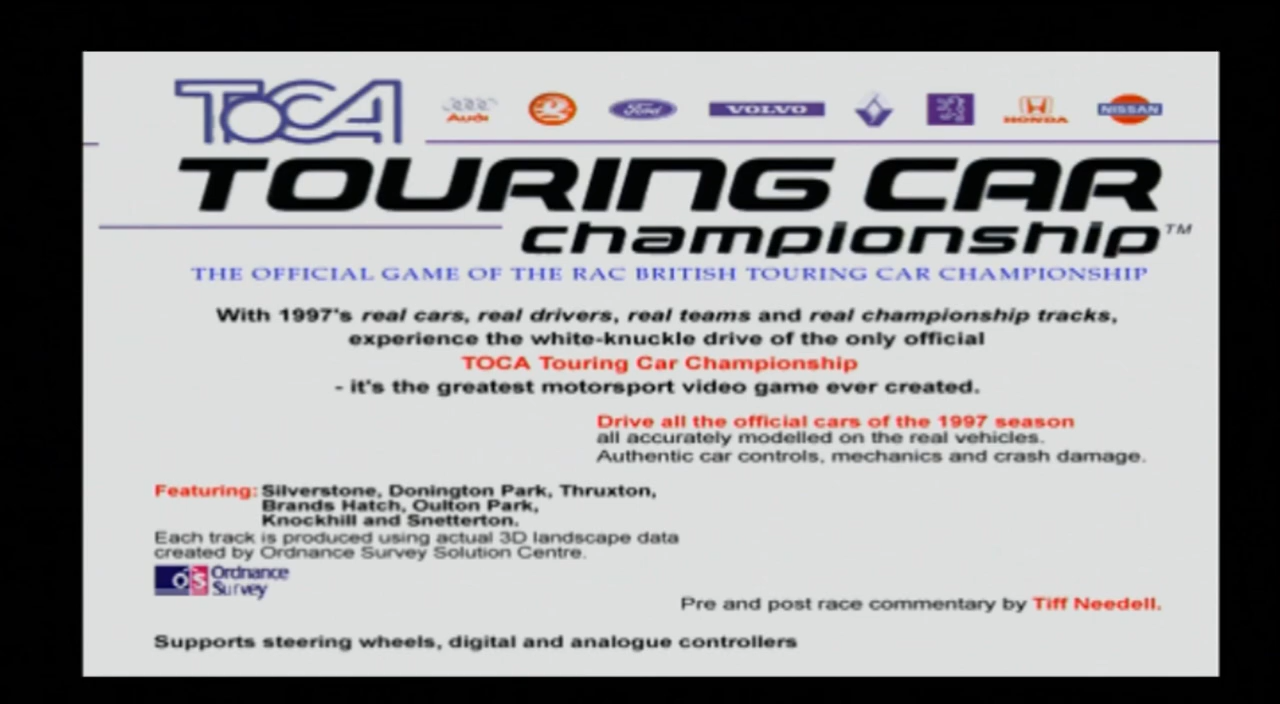 TOCA
Audi Ford VOLVO HONDA NISSAN
TOURING CAR
championship™
THE OFFICIAL GAME OF THE RAC BRITISH TOURING CAR CHAMPIONSHIP
With 1997's real cars, real drivers, real teams and real championship tracks,
experience the white-knuckle drive of the only official
TOCA Touring Car Championship
- it's the greatest motorsport video game ever created.
Drive all the official cars of the 1997 season
all accurately modelled on the real vehicles.
Authentic car controls, mechanics and crash damage.
Featuring: Silverstone, Donington Park, Thruxton,
Brands Hatch, Oulton Park,
Knockhill and Snetterton.
Each track is produced using actual 3D landscape data
created by Ordnance Survey Solution Centre.
OS Ordnance
Survey
Pre and post race commentary by Tiff Needell.
Supports steering wheels, digital and analogue controllers